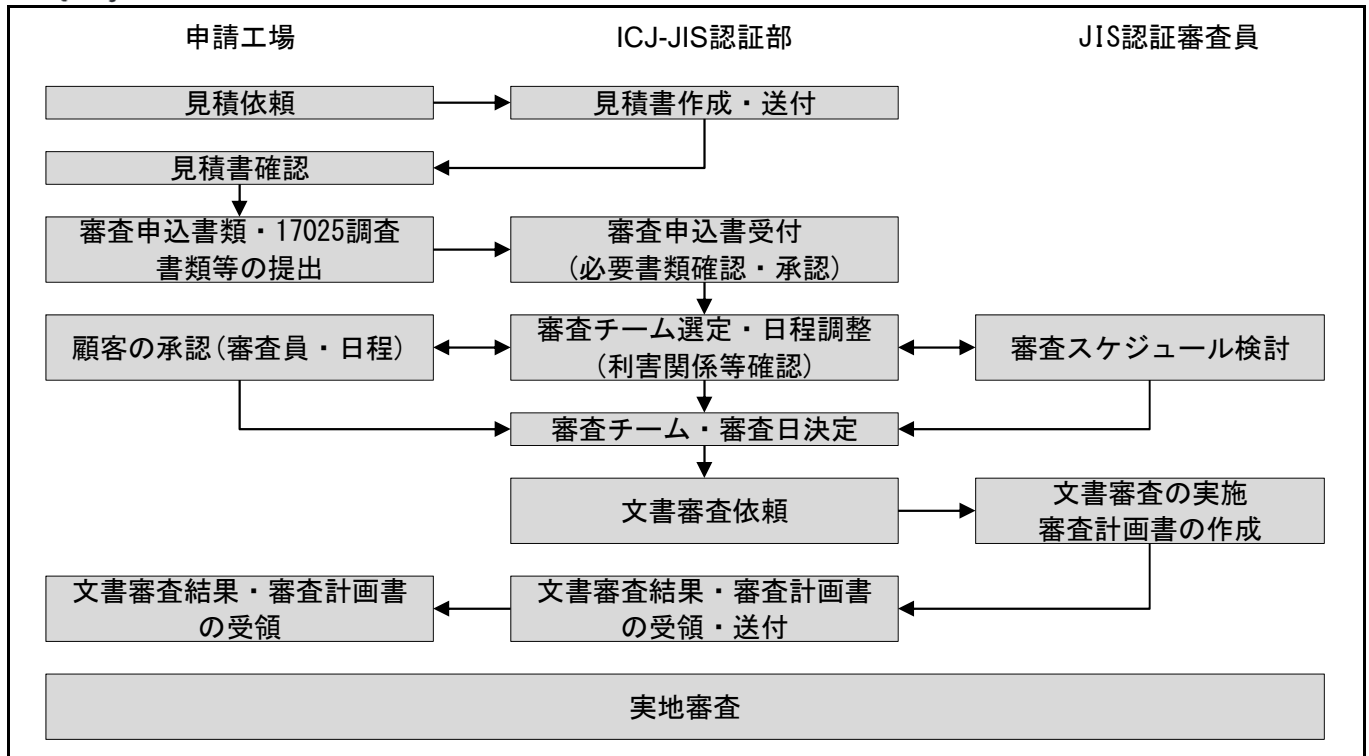 申請工場
ICJ-JIS認証部
JIS認証審査員
見積依頼
見積書作成・送付
見積書確認
審査申込書類・17025調査
書類等の提出
審査申込書受付
(必要書類確認・承認)
顧客の承認(審査員・日程)
審査チーム選定・日程調整
(利害関係等確認)
審査スケジュール検討
審査チーム・審査日決定
文書審査依頼
文書審査の実施
審査計画書の作成
文書審査結果・審査計画書
の受領
文書審査結果・審査計画書
の受領・送付
実地審査